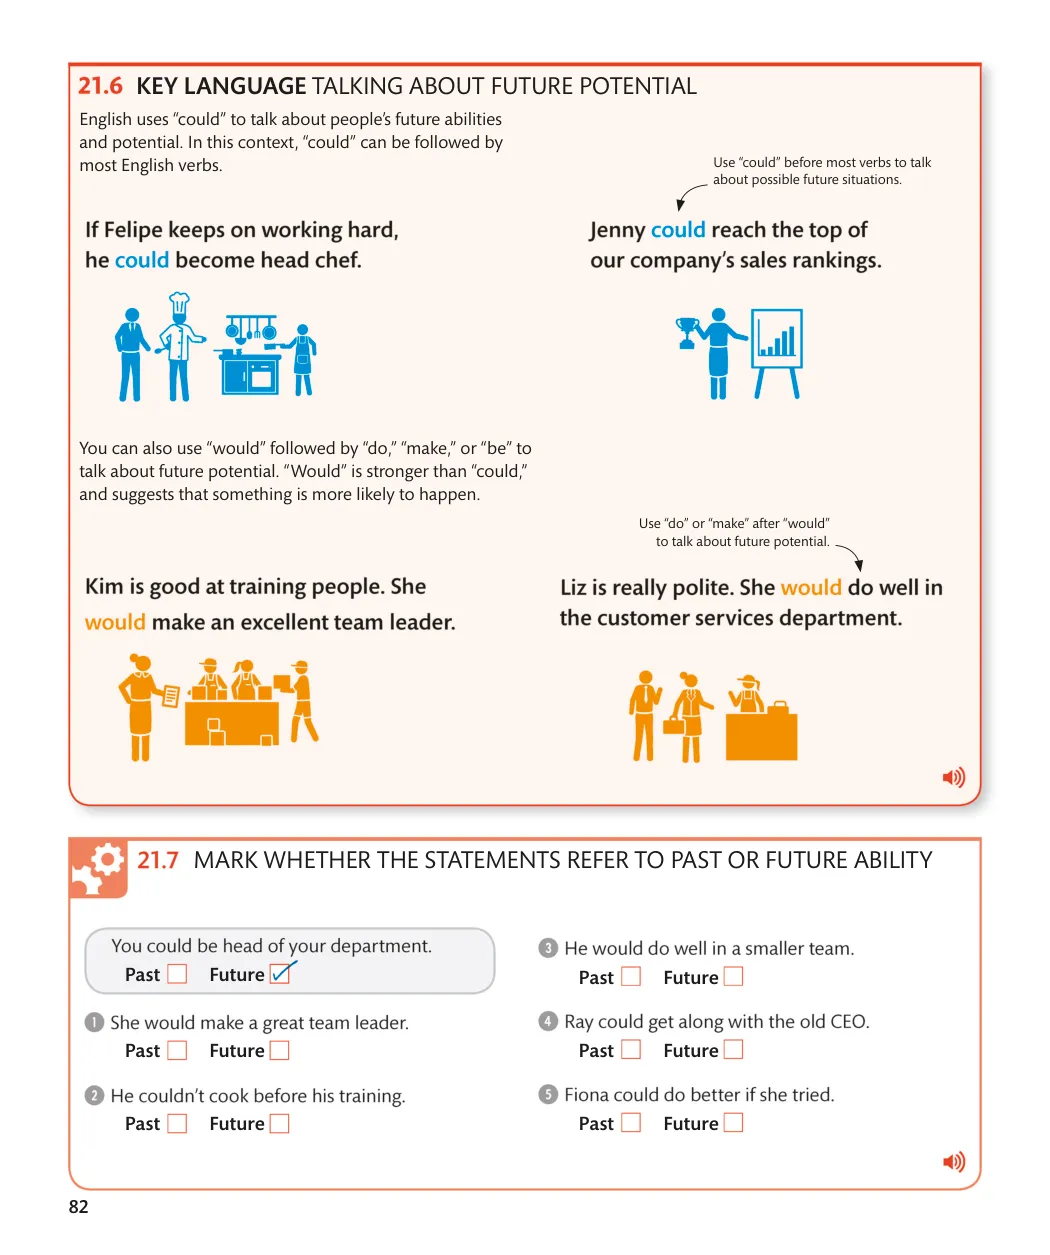 21.6 KEY LANGUAGE TALKING ABOUT FUTURE POTENTIAL
English uses “could” to talk about people’s future abilities
and potential. In this context, “could” can be followed by
most English verbs.
Use “could” before most verbs to talk
about possible future situations.
If Felipe keeps on working hard,
he could become head chef.
Jenny could reach the top of
our company’s sales rankings.
You can also use “would” followed by “do,” “make,” or “be” to
talk about future potential. “Would” is stronger than “could,”
and suggests that something is more likely to happen.
Use “do” or “make” after “would”
to talk about future potential.
Kim is good at training people. She
would make an excellent team leader.
Liz is really polite. She would do well in
the customer services department.
21.7 MARK WHETHER THE STATEMENTS REFER TO PAST OR FUTURE ABILITY
You could be head of your department.
Past Future
1 She would make a great team leader.
Past Future
2 He couldn’t cook before his training.
Past Future
3 He would do well in a smaller team.
Past Future
4 Ray could get along with the old CEO.
Past Future
5 Fiona could do better if she tried.
Past Future
82